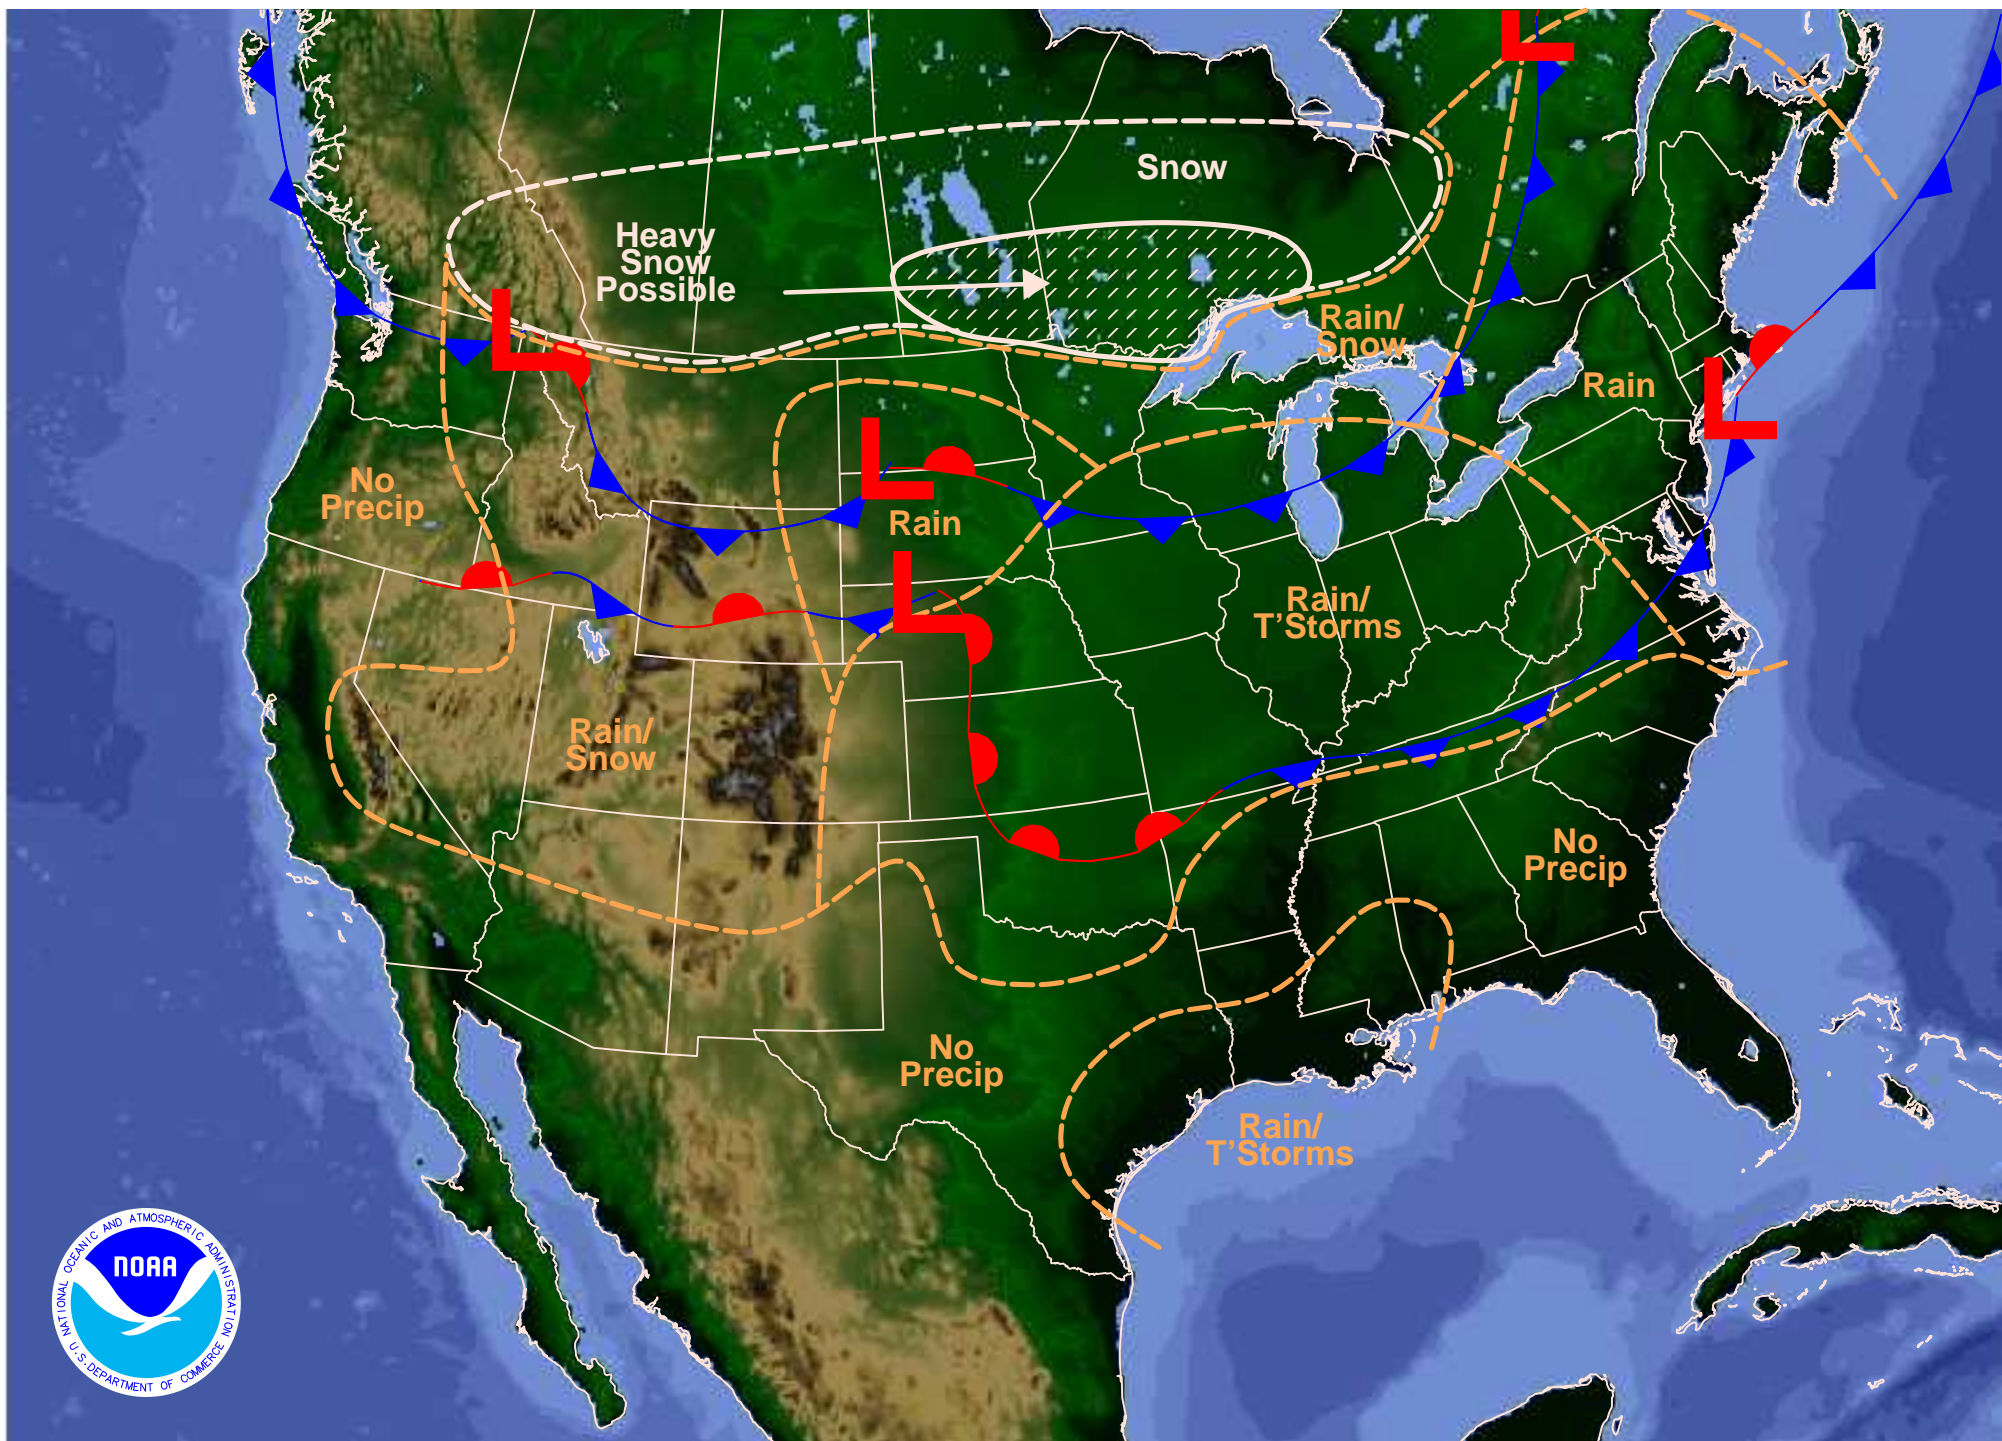 L
Snow
Heavy
Snow
Possible
L
Rain/
Snow
Rain
L
L
No
Precip
Rain
L
Rain/
T'Storms
Rain/
Snow
No
Precip
No
Precip
Rain/
T'Storms
NATIONAL OCEANIC AND ATMOSPHERIC ADMINISTRATION
NOAA
U.S. DEPARTMENT OF COMMERCE